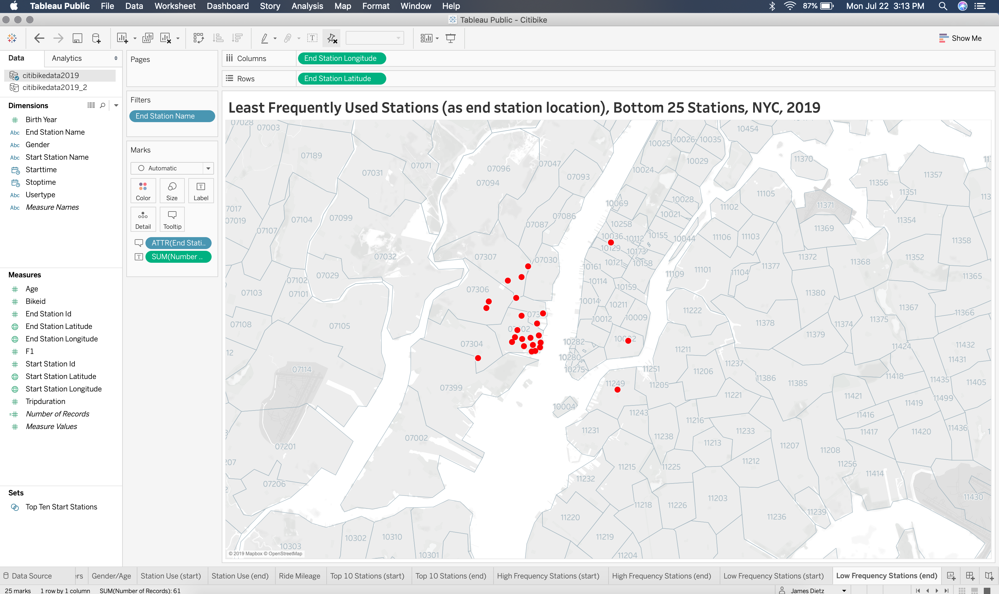 Tableau Public File Data Worksheet Dashboard Story Analysis Map Format Window Help 87% Mon Jul 22 3:13 PM
Tableau Public - Citibike
Show Me
Data Analytics
citibikedata2019
citibikedata2019_2
Dimensions
Birth Year
Abc End Station Name
Abc Gender
Abc Start Station Name
Starttime
Stoptime
Abc Usertype
Abc Measure Names
Measures
Age
Bikeid
End Station Id
End Station Latitude
End Station Longitude
F1
Start Station Id
Start Station Latitude
Start Station Longitude
Tripduration
Number of Records
Measure Values
Sets
Top Ten Start Stations
Pages
Filters
End Station Name
Marks
Automatic
Color Size Label
Detail Tooltip
ATTR(End Stati..
SUM(Number ..
Columns End Station Longitude
Rows End Station Latitude
Least Frequently Used Stations (as end station location), Bottom 25 Stations, NYC, 2019
07028 07003 10454
10025 10026 10035
07189 07071 07096 07047 10029 11370
07031 07094 07093 10024 11356 11357
11105 11351
10069 10028 11102 11371
7017 07019 07104 07099 07086 10021 11354
07107 07087 10258 11369
10036 10112 10155 10044 11106 11103 11358
07032 07307 07030 10129 10173 11372 11352
10161 10121 10158 11377 11368
07029 07102 11109 11101 11104 11365
07103 07101 07306 10114 10159 11380
10014 10211 11222 11367 11366
07108 07105 10012 10009 11378 11374 11375
11379
07304 10282 11211 11424 11432
12 10280 11431
07114 10275 11251 11206 11237 11418 11435 11405
07399 11249 11205 11386 11385
10004 11221 11421 11419 11499
11243 11216 11416
07002 11231 11238 11233 11417 11420 11436
07201 11213 11207 11208
207 11215 11225 11212 11256
07206 11232 11414
11218 11226 11203 11430
11220 11236 11239
10303 10302 10310 11219
10301 11204
© 2019 Mapbox © OpenStreetMap
Data Source ers Gender/Age Station Use (start) Station Use (end) Ride Mileage Top 10 Stations (start) Top 10 Stations (end) High Frequency Stations (start) High Frequency Stations (end) Low Frequency Stations (start) Low Frequency Stations (end)
25 marks 1 row by 1 column SUM(Number of Records): 61 James Dietz